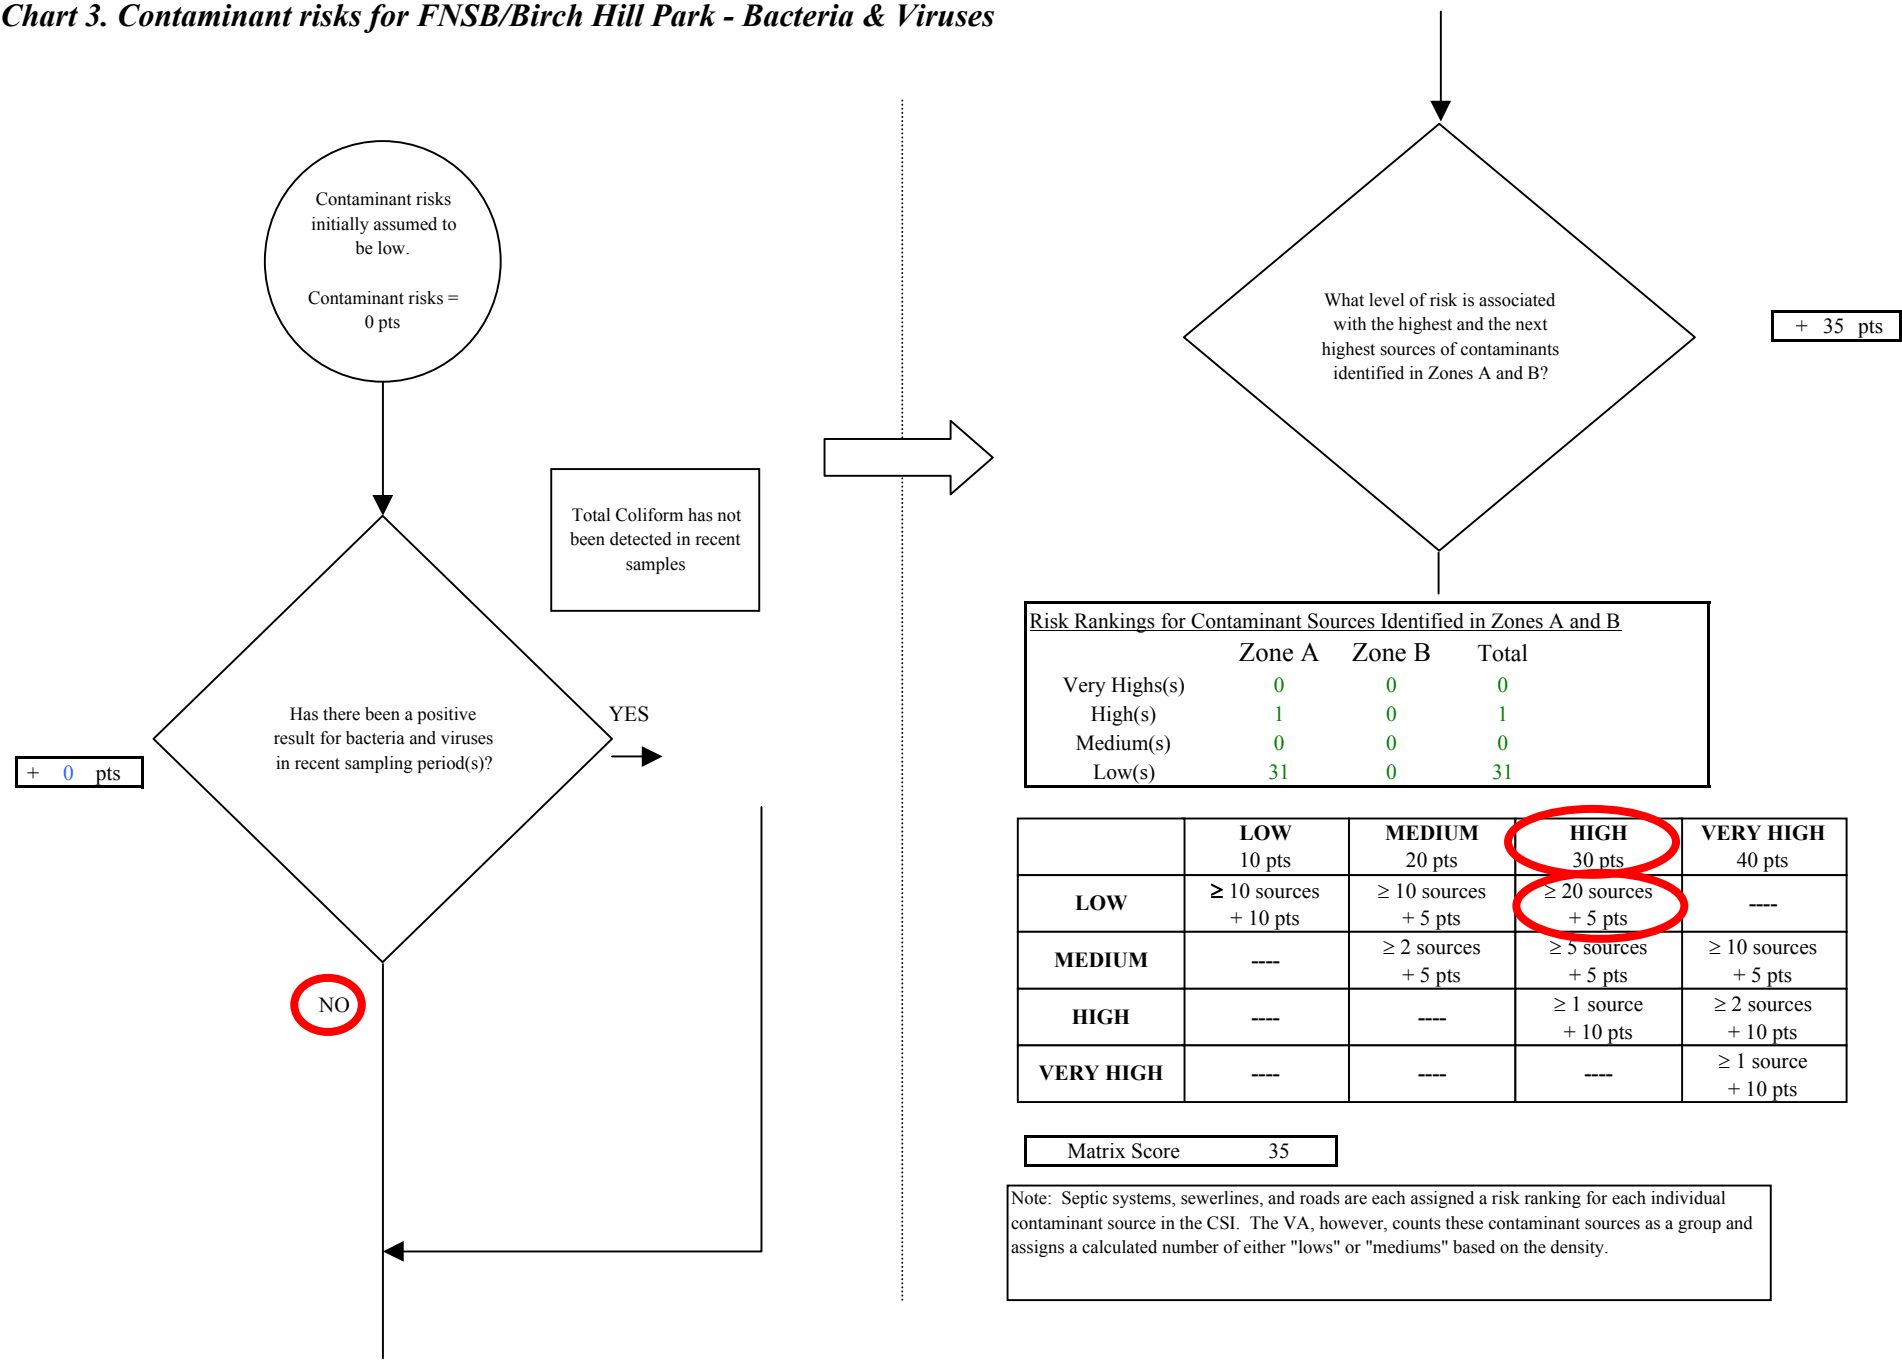 Chart 3. Contaminant risks for FNSB/Birch Hill Park - Bacteria & Viruses
Contaminant risks
initially assumed to
be low.
Contaminant risks =
0 pts
Total Coliform has not
been detected in recent
samples
Has there been a positive
result for bacteria and viruses
in recent sampling period(s)?
YES
+ 0 pts
NO
What level of risk is associated
with the highest and the next
highest sources of contaminants
identified in Zones A and B?
+ 35 pts
Risk Rankings for Contaminant Sources Identified in Zones A and B
Zone A Zone B Total
Very Highs(s) 0 0 0
High(s) 1 0 1
Medium(s) 0 0 0
Low(s) 31 0 31
LOW MEDIUM HIGH VERY HIGH
10 pts 20 pts 30 pts 40 pts
LOW ≥ 10 sources ≥ 10 sources ≥ 20 sources ----
+ 10 pts + 5 pts + 5 pts
MEDIUM ---- ≥ 2 sources ≥ 5 sources ≥ 10 sources
+ 5 pts + 5 pts + 5 pts
HIGH ---- ---- ≥ 1 source ≥ 2 sources
+ 10 pts + 10 pts
VERY HIGH ---- ---- ---- ≥ 1 source
+ 10 pts
Matrix Score 35
Note: Septic systems, sewerlines, and roads are each assigned a risk ranking for each individual
contaminant source in the CSI. The VA, however, counts these contaminant sources as a group and
assigns a calculated number of either "lows" or "mediums" based on the density.